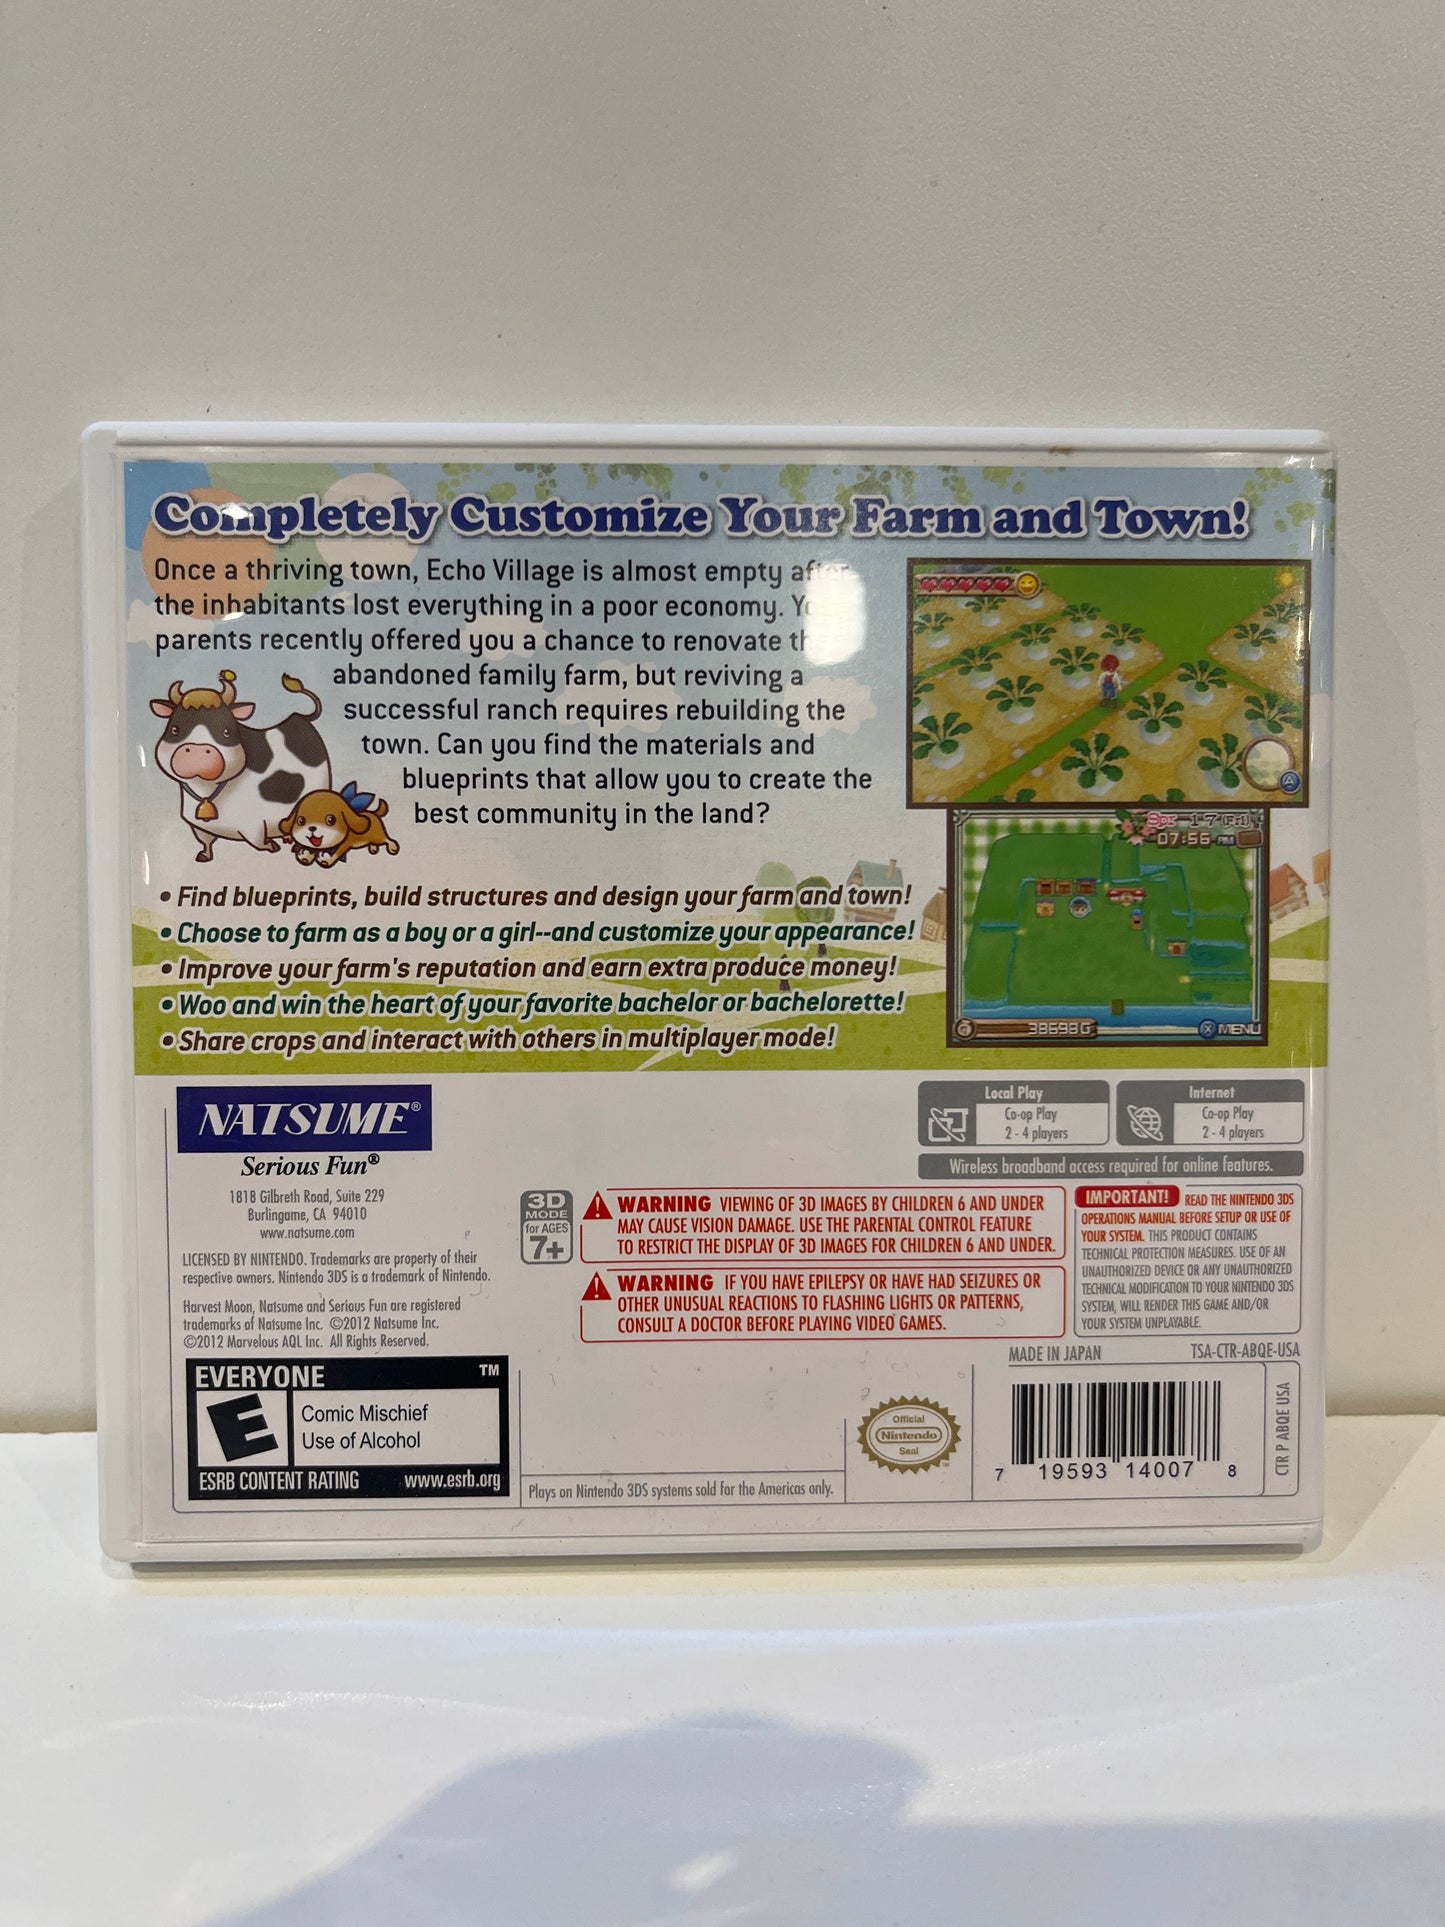 Completely Customize Your Farm and Town!
Once a thriving town, Echo Village is almost empty after
the inhabitants lost everything in a poor economy.
parents recently offered you a chance to renovate
abandoned family farm, but reviving a
successful ranch requires rebuilding the
town. Can you find the materials and
blueprints that allow you to create the
best community in the land?
• Find blueprints, build structures and design your farm and town!
• Choose to farm as a boy or a girl--and customize your appearance!
• Improve your farm's reputation and earn extra produce money!
• Woo and win the heart of your favorite bachelor or bachelorette!
• Share crops and interact with others in multiplayer mode!
A
Spr 17 (Fri)
07:56 PM
G
38698G
X MENU
NATSUME®
Serious Fun®
1818 Gilbreth Road, Suite 229
Burlingame, CA 94010
www.natsume.com
LICENSED BY NINTENDO. Trademarks are property of their
respective owners. Nintendo 3DS is a trademark of Nintendo.
Harvest Moon, Natsume and Serious Fun are registered
trademarks of Natsume Inc. ©2012 Natsume Inc.
©2012 Marvelous AQL Inc. All Rights Reserved.
Local Play
Co-op Play
2 - 4 players
Internet
Co-op Play
2 - 4 players
Wireless broadband access required for online features.
3D
MODE
for AGES
7+
WARNING VIEWING OF 3D IMAGES BY CHILDREN 6 AND UNDER
MAY CAUSE VISION DAMAGE. USE THE PARENTAL CONTROL FEATURE
TO RESTRICT THE DISPLAY OF 3D IMAGES FOR CHILDREN 6 AND UNDER.
WARNING IF YOU HAVE EPILEPSY OR HAVE HAD SEIZURES OR
OTHER UNUSUAL REACTIONS TO FLASHING LIGHTS OR PATTERNS,
CONSULT A DOCTOR BEFORE PLAYING VIDEO GAMES.
IMPORTANT! READ THE NINTENDO 3DS
OPERATIONS MANUAL BEFORE SETUP OR USE OF
YOUR SYSTEM. THIS PRODUCT CONTAINS
TECHNICAL PROTECTION MEASURES. USE OF AN
UNAUTHORIZED DEVICE OR ANY UNAUTHORIZED
TECHNICAL MODIFICATION TO YOUR NINTENDO 3DS
SYSTEM, WILL RENDER THIS GAME AND/OR
YOUR SYSTEM UNPLAYABLE.
MADE IN JAPAN
TSA-CTR-ABQE-USA
EVERYONE ™
E
Comic Mischief
Use of Alcohol
ESRB CONTENT RATING www.esrb.org
Plays on Nintendo 3DS systems sold for the Americas only.
Official
Nintendo
Seal
7 19593 14007 8
CTR P ABQE USA